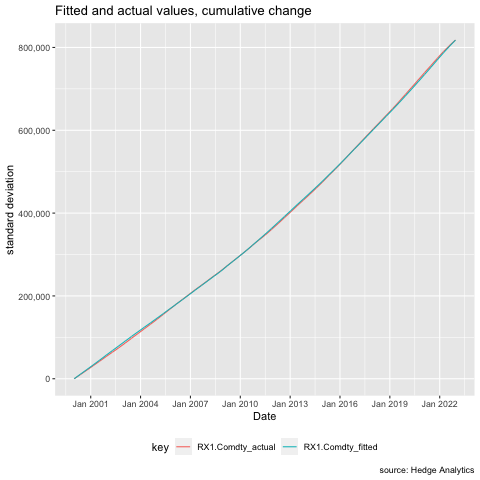 Fitted and actual values, cumulative change
standard deviation
800,000
600,000
400,000
200,000
0
Jan 2001 Jan 2004 Jan 2007 Jan 2010 Jan 2013 Jan 2016 Jan 2019 Jan 2022
Date
key RX1.Comdty_actual RX1.Comdty_fitted
source: Hedge Analytics